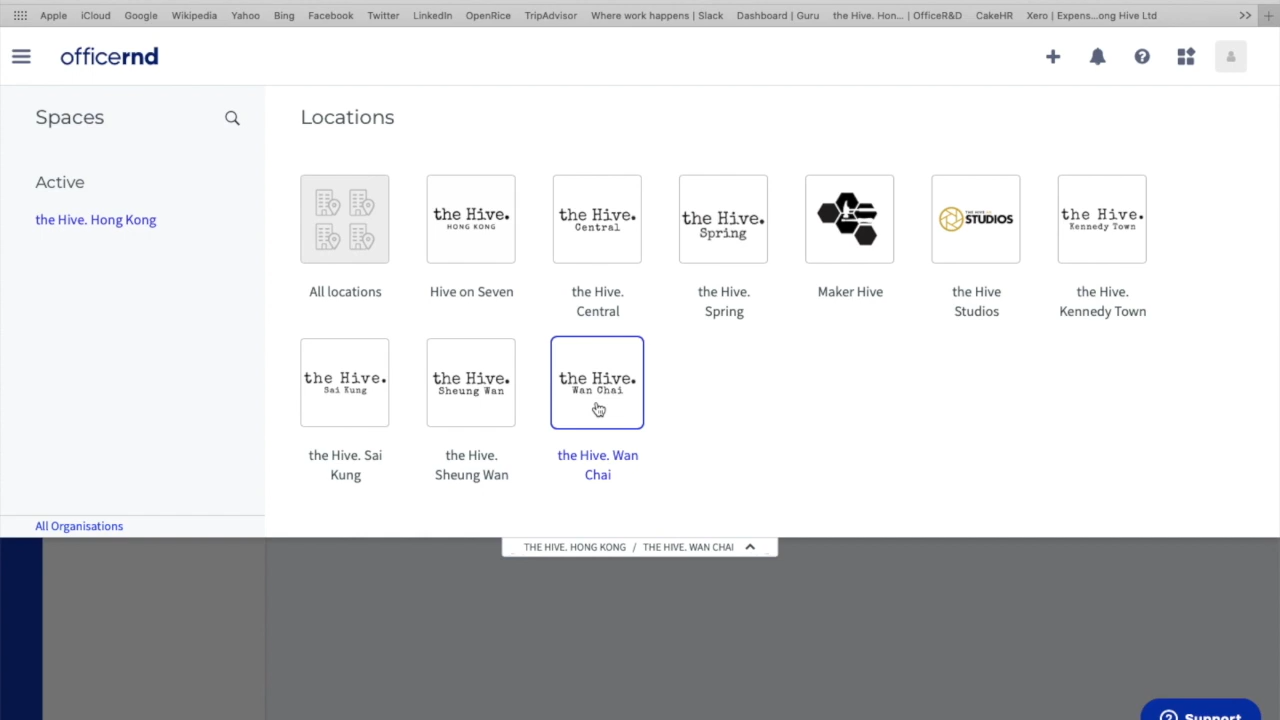 Apple iCloud Google Wikipedia Yahoo Bing Facebook Twitter LinkedIn OpenRice TripAdvisor Where work happens | Slack Dashboard | Guru the Hive. Hon... | OfficeR&D CakeHR Xero | Expens...ong Hive Ltd >>
officernd
Spaces
Locations
Active
the Hive. Hong Kong
the Hive.
HONG KONG
the Hive.
Central
the Hive.
Spring
THE HIVE
STUDIOS
the Hive.
Kennedy Town
All locations
Hive on Seven
the Hive.
Central
the Hive.
Spring
Maker Hive
the Hive
Studios
the Hive.
Kennedy Town
the Hive.
Sai Kung
the Hive.
Sheung Wan
the Hive.
Wan Chai
the Hive. Sai
Kung
the Hive.
Sheung Wan
the Hive. Wan
Chai
All Organisations
THE HIVE. HONG KONG / THE HIVE. WAN CHAI
Support